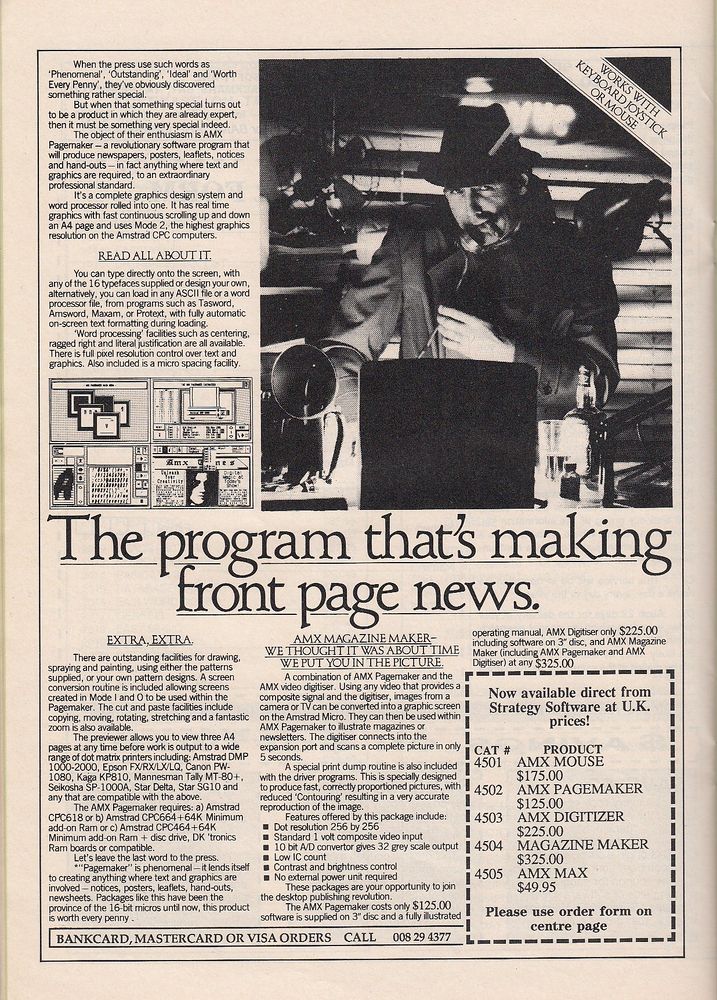 When the press use such words as
'Phenomenal', 'Outstanding', 'Ideal' and 'Worth
Every Penny', they've obviously discovered
something rather special.
But when that something special turns out
to be a product in which they are already expert,
then it must be something very special indeed.
The object of their enthusiasm is AMX
Pagemaker — a revolutionary software program that
will produce newspapers, posters, leaflets, notices
and hand-outs — in fact anything where text and
graphics are required, to an extraordinary
professional standard.
It's a complete graphics design system and
word processor rolled into one. It has real time
graphics with fast continuous scrolling up and down
an A4 page and uses Mode 2, the highest graphics
resolution on the Amstrad CPC computers.
READ ALL ABOUT IT.
You can type directly onto the screen, with
any of the 16 typefaces supplied or design your own,
alternatively, you can load in any ASCII file or a word
processor file, from programs such as Tasword,
Amsword, Maxam, or Protext, with fully automatic
on-screen text formatting during loading.
'Word processing' facilities such as centering,
ragged right and literal justification are all available.
There is full pixel resolution control over text and
graphics. Also included is a micro spacing facility.
WORKS WITH
KEYBOARD JOYSTICK
OR MOUSE
Unleash
Your
Creativity
The program that's making
front page news.
EXTRA, EXTRA.
There are outstanding facilities for drawing,
spraying and painting, using either the patterns
supplied, or your own pattern designs. A screen
conversion routine is included allowing screens
created in Mode 1 and 0 to be used within the
Pagemaker. The cut and paste facilities include
copying, moving, rotating, stretching and a fantastic
zoom is also available.
The previewer allows you to view three A4
pages at any time before work is output to a wide
range of dot matrix printers including: Amstrad DMP
1000-2000, Epson FX/RX/LX/LQ, Canon PW-
1080, Kaga KP810, Mannesman Tally MT-80+,
Seikosha SP-1000A, Star Delta, Star SG10 and
any that are compatible with the above.
The AMX Pagemaker requires: a) Amstrad
CPC618 or b) Amstrad CPC664+64K Minimum
add-on Ram or c) Amstrad CPC464+64K
Minimum add-on Ram + disc drive, DK 'tronics
Ram boards or compatible.
Let's leave the last word to the press.
*"Pagemaker" is phenomenal — it lends itself
to creating anything where text and graphics are
involved — notices, posters, leaflets, hand-outs,
newsheets. Packages like this have been the
province of the 16-bit micros until now, this product
is worth every penny.
AMX MAGAZINE MAKER–
WE THOUGHT IT WAS ABOUT TIME
WE PUT YOU IN THE PICTURE.
A combination of AMX Pagemaker and the
AMX video digitiser. Using any video that provides a
composite signal and the digitiser, images from a
camera or TV can be converted into a graphic screen
on the Amstrad Micro. They can then be used within
AMX Pagemaker to illustrate magazines or
newsletters. The digitiser connects into the
expansion port and scans a complete picture in only
5 seconds.
A special print dump routine is also included
with the driver programs. This is specially designed
to produce fast, correctly proportioned pictures, with
reduced 'Contouring' resulting in a very accurate
reproduction of the image.
Features offered by this package include:
■ Dot resolution 256 by 256
■ Standard 1 volt composite video input
■ 10 bit A/D convertor gives 32 grey scale output
■ Low IC count
■ Contrast and brightness control
■ No external power unit required
These packages are your opportunity to join
the desktop publishing revolution.
The AMX Pagemaker costs only $125.00
software is supplied on 3" disc and a fully illustrated
operating manual, AMX Digitiser only $225.00
including software on 3" disc, and AMX Magazine
Maker (including AMX Pagemaker and AMX
Digitiser) at any $325.00
Now available direct from
Strategy Software at U.K.
prices!
CAT # PRODUCT
4501 AMX MOUSE
$175.00
4502 AMX PAGEMAKER
$125.00
4503 AMX DIGITIZER
$225.00
4504 MAGAZINE MAKER
$325.00
4505 AMX MAX
$49.95
Please use order form on
centre page
BANKCARD, MASTERCARD OR VISA ORDERS CALL 008 29 4377